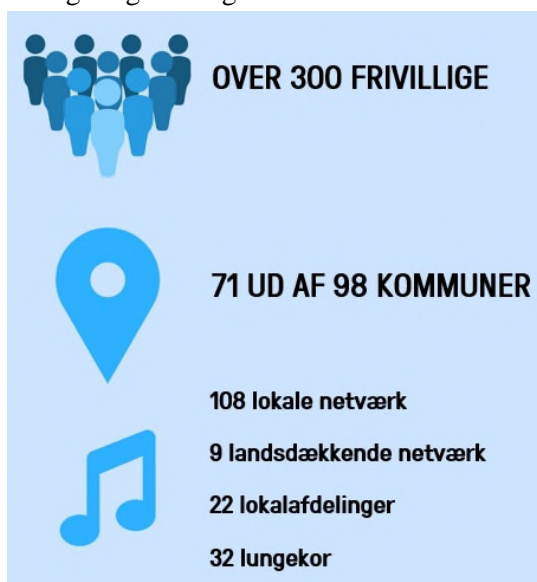 OVER 300 FRIVILLIGE
71 UD AF 98 KOMMUNER
108 lokale netværk
9 landsdækkende netværk
22 lokalafdelinger
32 lungekor